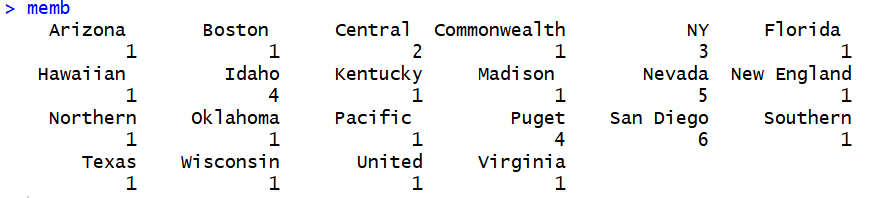 > memb
Arizona Boston Central Commonwealth NY Florida
1 1 2 1 3 1
Hawaiian Idaho Kentucky Madison Nevada New England
1 4 1 1 5 1
Northern Oklahoma Pacific Puget San Diego Southern
1 1 1 4 6 1
Texas Wisconsin United Virginia
1 1 1 1